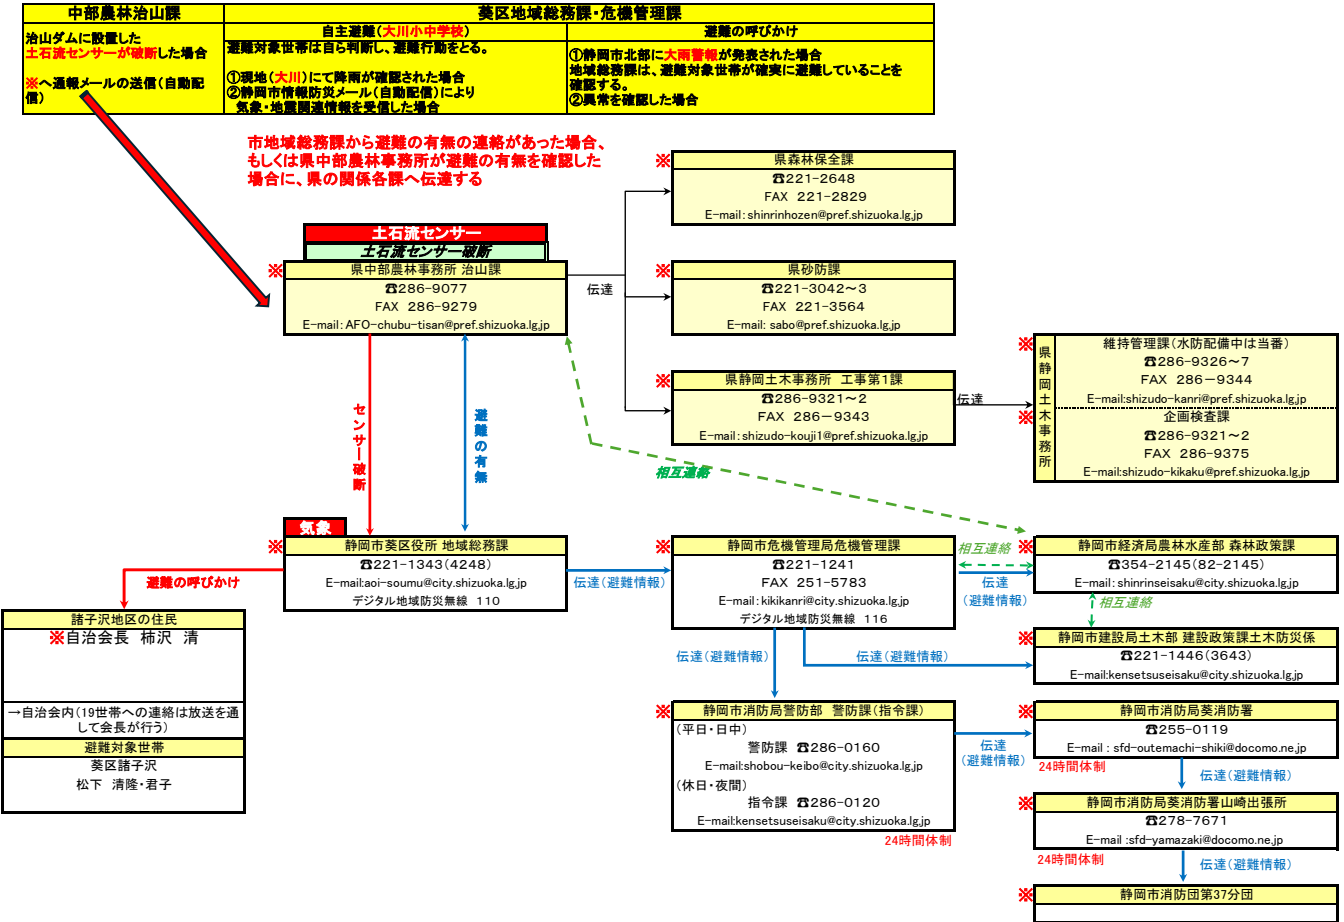 中部農林治山課
葵区地域総務課・危機管理課
治山ダムに設置した
土石流センサーが破断した場合
※へ通報メールの送信(自動配
信)
自主避難(大川小中学校)
避難対象世帯は自ら判断し、避難行動をとる。
①現地(大川)にて降雨が確認された場合
②静岡市情報防災メール(自動配信)により
気象・地震関連情報を受信した場合
避難の呼びかけ
①静岡市北部に大雨警報が発表された場合
地域総務課は、避難対象世帯が確実に避難していることを
確認する。
②異常を確認した場合
市地域総務課から避難の有無の連絡があった場合、
もしくは県中部農林事務所が避難の有無を確認した
場合に、県の関係各課へ伝達する
土石流センサー
土石流センサー破断
※
県中部農林事務所 治山課
☎286-9077
FAX 286-9279
E-mail: AFO-chubu-tisan@pref.shizuoka.lg.jp
伝達
※
県森林保全課
☎221-2648
FAX 221-2829
E-mail: shinrinhozen@pref.shizuoka.lg.jp
※
県砂防課
☎221-3042～3
FAX 221-3564
E-mail: sabo@pref.shizuoka.lg.jp
※
県静岡土木事務所 工事第1課
☎286-9321～2
FAX 286－9343
E-mail: shizudo-kouji1@pref.shizuoka.lg.jp
伝達
県静岡土木事務所
※
維持管理課(水防配備中は当番)
☎286-9326～7
FAX 286－9344
E-mail:shizudo-kanri@pref.shizuoka.lg.jp
※
企画検査課
☎286-9321～2
FAX 286-9375
E-mail:shizudo-kikaku@pref.shizuoka.lg.jp
センサー破断
避難の有無
相互連絡
気象
※
静岡市葵区役所 地域総務課
☎221-1343(4248)
E-mail:aoi-soumu@city.shizuoka.lg.jp
デジタル地域防災無線 110
避難の呼びかけ
伝達(避難情報)
※
静岡市危機管理局危機管理課
☎221-1241
FAX 251-5783
E-mail: kikikanri@city.shizuoka.lg.jp
デジタル地域防災無線 116
相互連絡
伝達
(避難情報)
※
静岡市経済局農林水産部 森林政策課
☎354-2145(82-2145)
E-mail: shinrinseisaku@city.shizuoka.lg.jp
相互連絡
諸子沢地区の住民
※自治会長 柿沢 清
→自治会内(19世帯への連絡は放送を通
して会長が行う)
避難対象世帯
葵区諸子沢
松下 清隆・君子
伝達(避難情報)
伝達(避難情報)
※
静岡市建設局土木部 建設政策課土木防災係
☎221-1446(3643)
E-mail:kensetsuseisaku@city.shizuoka.lg.jp
※
静岡市消防局警防部 警防課(指令課)
(平日・日中)
警防課 ☎286-0160
E-mail:shobou-keibo@city.shizuoka.lg.jp
(休日・夜間)
指令課 ☎286-0120
E-mail:kensetsuseisaku@city.shizuoka.lg.jp
24時間体制
伝達
(避難情報)
※
静岡市消防局葵消防署
☎255-0119
E-mail : sfd-outemachi-shiki@docomo.ne.jp
24時間体制
伝達(避難情報)
※
静岡市消防局葵消防署山崎出張所
☎278-7671
E-mail :sfd-yamazaki@docomo.ne.jp
24時間体制
伝達(避難情報)
※
静岡市消防団第37分団